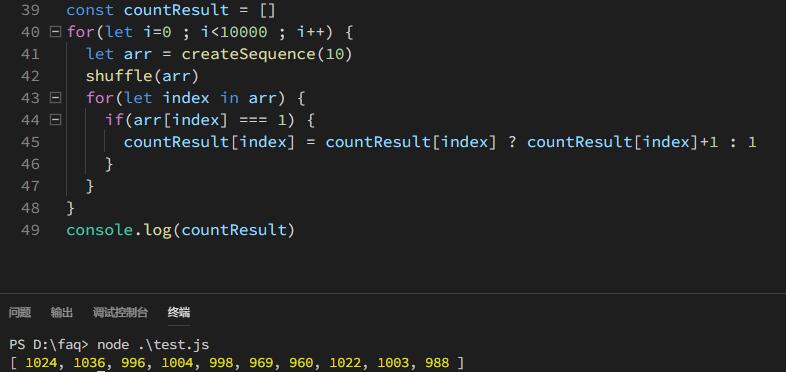 39 const countResult = []
40 for(let i=0 ; i<10000 ; i++) {
41 let arr = createSequence(10)
42 shuffle(arr)
43 for(let index in arr) {
44 if(arr[index] === 1) {
45 countResult[index] = countResult[index] ? countResult[index]+1 : 1
46 }
47 }
48 }
49 console.log(countResult)
问题 输出 调试控制台 终端
PS D:\faq> node .\test.js
[ 1024, 1036, 996, 1004, 998, 969, 960, 1022, 1003, 988 ]